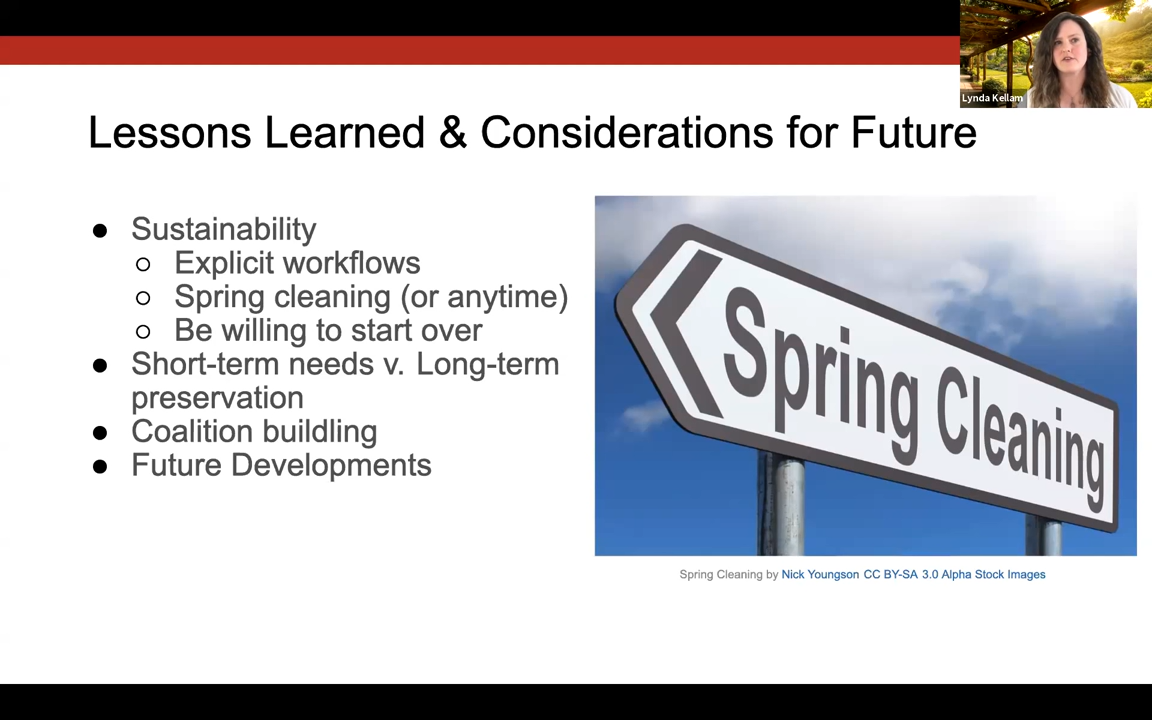 Lynda Kellam
Lessons Learned & Considerations for Future
● Sustainability
○ Explicit workflows
○ Spring cleaning (or anytime)
○ Be willing to start over
● Short-term needs v. Long-term
preservation
● Coalition buildling
● Future Developments
Spring Cleaning
Spring Cleaning by Nick Youngson CC BY-SA 3.0 Alpha Stock Images